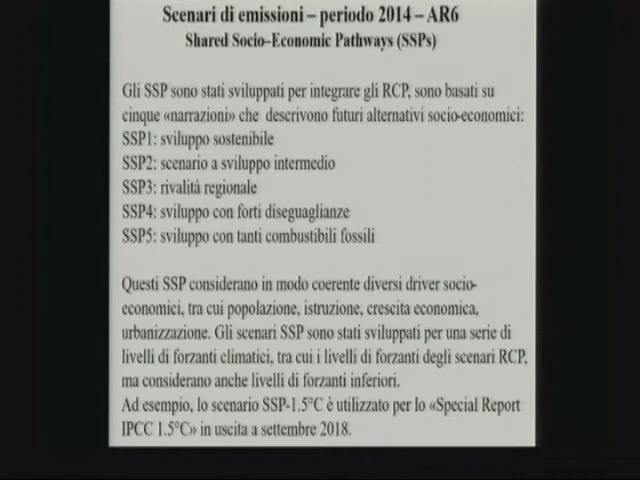 Scenari di emissioni – periodo 2014 – AR6
Shared Socio–Economic Pathways (SSPs)
Gli SSP sono stati sviluppati per integrare gli RCP, sono basati su
cinque «narrazioni» che descrivono futuri alternativi socio-economici:
SSP1: sviluppo sostenibile
SSP2: scenario a sviluppo intermedio
SSP3: rivalità regionale
SSP4: sviluppo con forti diseguaglianze
SSP5: sviluppo con tanti combustibili fossili
Questi SSP considerano in modo coerente diversi driver socio-
economici, tra cui popolazione, istruzione, crescita economica,
urbanizzazione. Gli scenari SSP sono stati sviluppati per una serie di
livelli di forzanti climatici, tra cui i livelli di forzanti degli scenari RCP,
ma considerano anche livelli di forzanti inferiori.
Ad esempio, lo scenario SSP-1.5°C è utilizzato per lo «Special Report
IPCC 1.5°C» in uscita a settembre 2018.